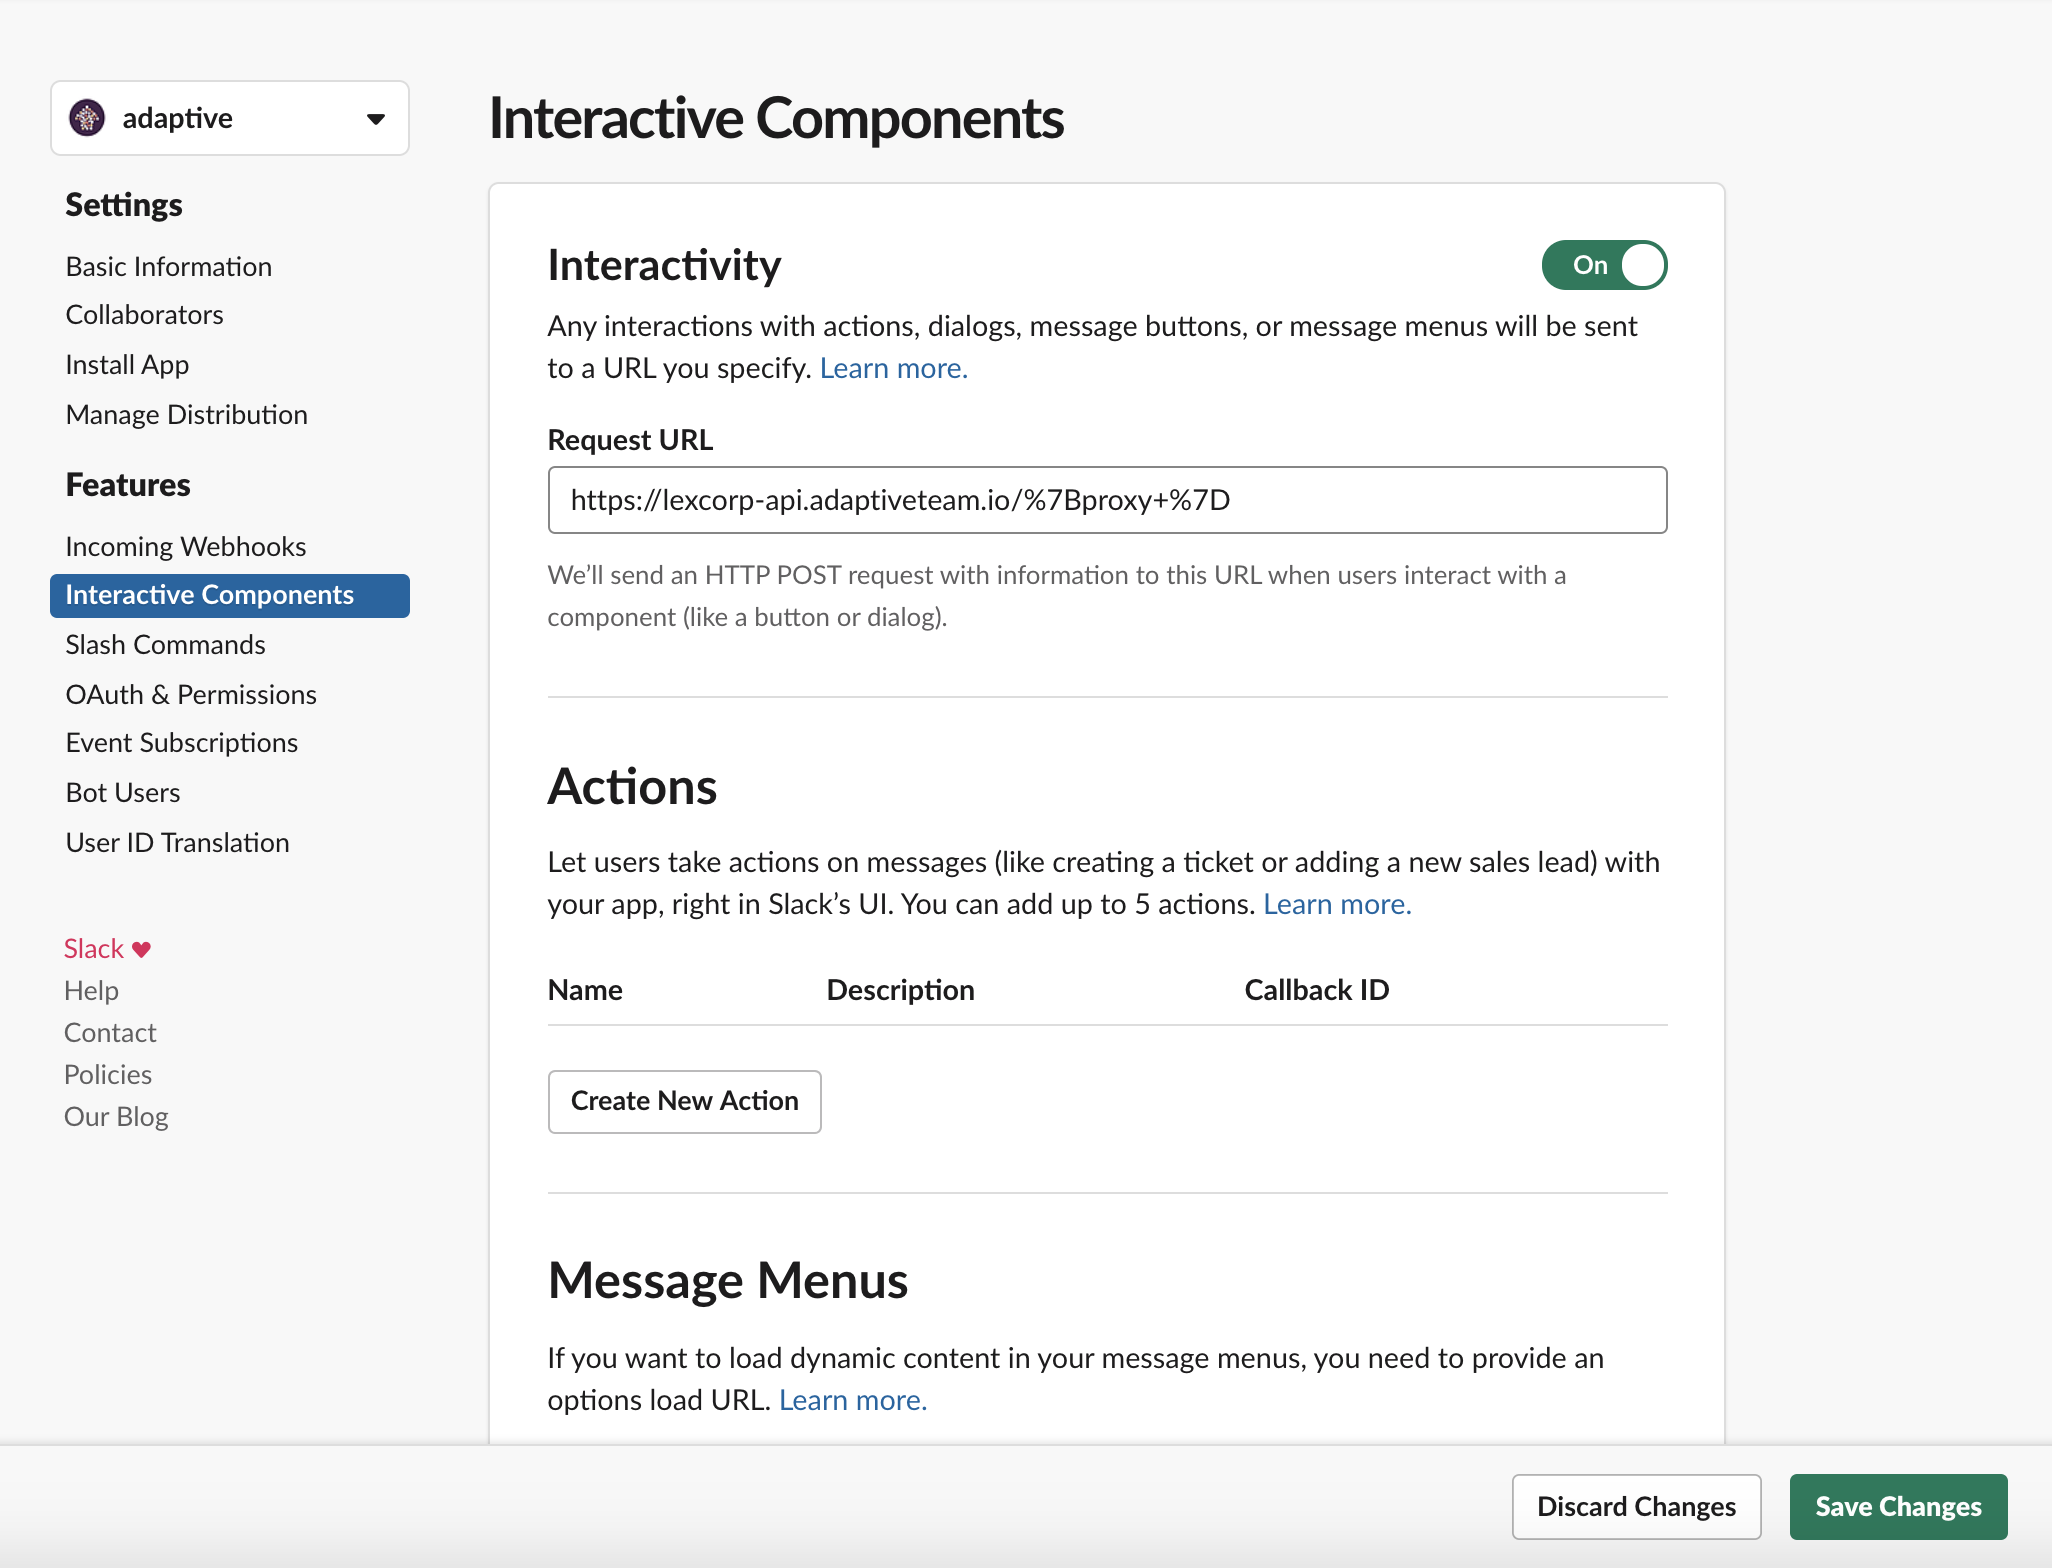 adaptive
Settings
Basic Information
Collaborators
Install App
Manage Distribution
Features
Incoming Webhooks
Interactive Components
Slash Commands
OAuth & Permissions
Event Subscriptions
Bot Users
User ID Translation
Slack ♥
Help
Contact
Policies
Our Blog
Interactive Components
Interactivity
On
Any interactions with actions, dialogs, message buttons, or message menus will be sent
to a URL you specify. Learn more.
Request URL
https://lexcorp-api.adaptiveteam.io/%7Bproxy+%7D
We’ll send an HTTP POST request with information to this URL when users interact with a
component (like a button or dialog).
Actions
Let users take actions on messages (like creating a ticket or adding a new sales lead) with
your app, right in Slack’s UI. You can add up to 5 actions. Learn more.
Name Description Callback ID
Create New Action
Message Menus
If you want to load dynamic content in your message menus, you need to provide an
options load URL. Learn more.
Discard Changes Save Changes